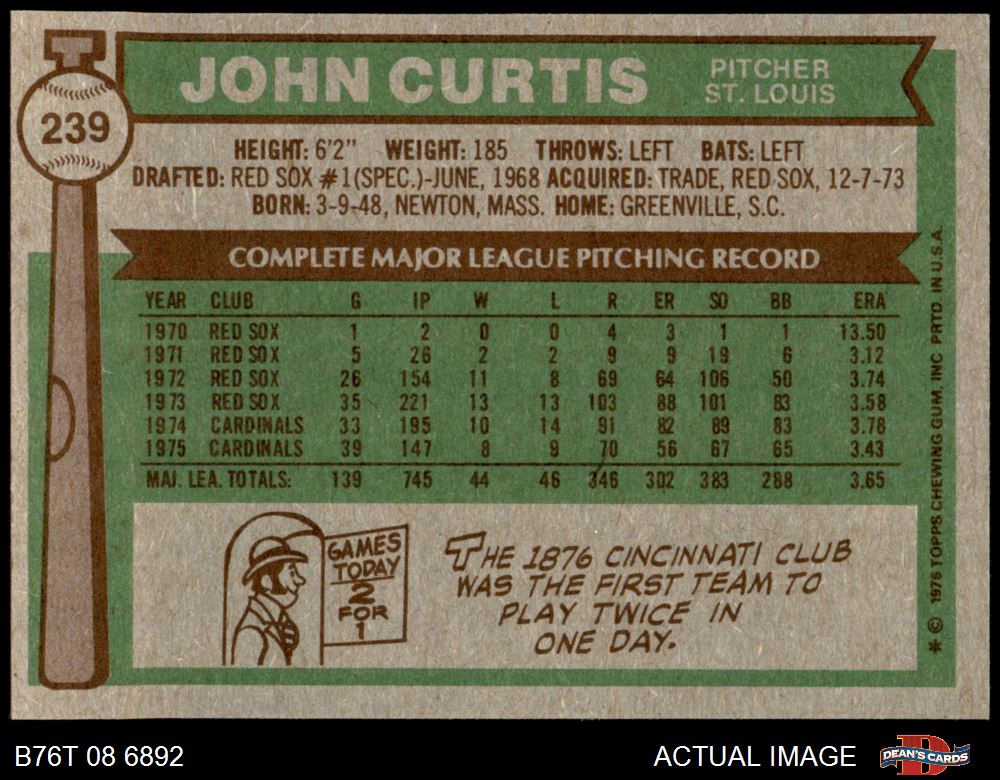 239
JOHN CURTIS
PITCHER
ST. LOUIS
HEIGHT: 6'2" WEIGHT: 185 THROWS: LEFT BATS: LEFT
DRAFTED: RED SOX #1(SPEC.)-JUNE, 1968 ACQUIRED: TRADE, RED SOX, 12-7-73
BORN: 3-9-48, NEWTON, MASS. HOME: GREENVILLE, S.C.
COMPLETE MAJOR LEAGUE PITCHING RECORD
YEAR CLUB G IP W L R ER SO BB ERA
1970 RED SOX 1 2 0 0 4 3 1 1 13.50
1971 RED SOX 5 26 2 2 9 9 19 6 3.12
1972 RED SOX 26 154 11 8 69 64 106 50 3.74
1973 RED SOX 35 221 13 13 103 88 101 83 3.58
1974 CARDINALS 33 195 10 14 91 82 89 83 3.78
1975 CARDINALS 39 147 8 9 70 56 67 65 3.43
MAJ. LEA. TOTALS: 139 745 44 46 346 302 383 288 3.65
GAMES
TODAY
2
FOR
1
THE 1876 CINCINNATI CLUB
WAS THE FIRST TEAM TO
PLAY TWICE IN
ONE DAY.
* © 1976 TOPPS CHEWING GUM, INC PRTD. IN U.S.A.
B76T 08 6892
ACTUAL IMAGE
D
DEAN'S CARDS